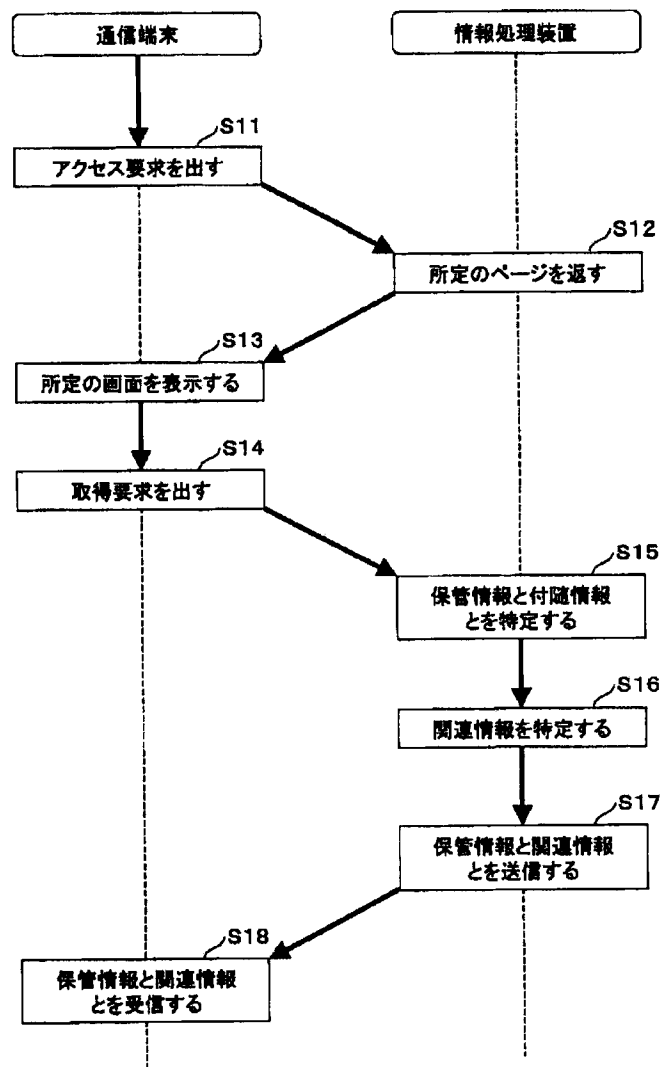 通信端末
情報処理装置
S11
アクセス要求を出す
S12
所定のページを返す
S13
所定の画面を表示する
S14
取得要求を出す
S15
保管情報と付随情報
とを特定する
S16
関連情報を特定する
S17
保管情報と関連情報
とを送信する
S18
保管情報と関連情報
とを受信する